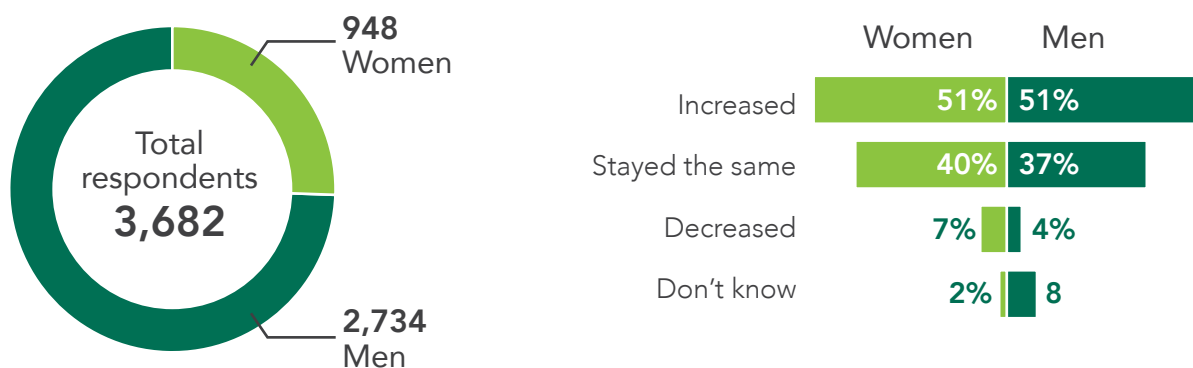 948
Women
Total
respondents
3,682
2,734
Men
Women Men
Increased 51% 51%
Stayed the same 40% 37%
Decreased 7% 4%
Don't know 2% 8